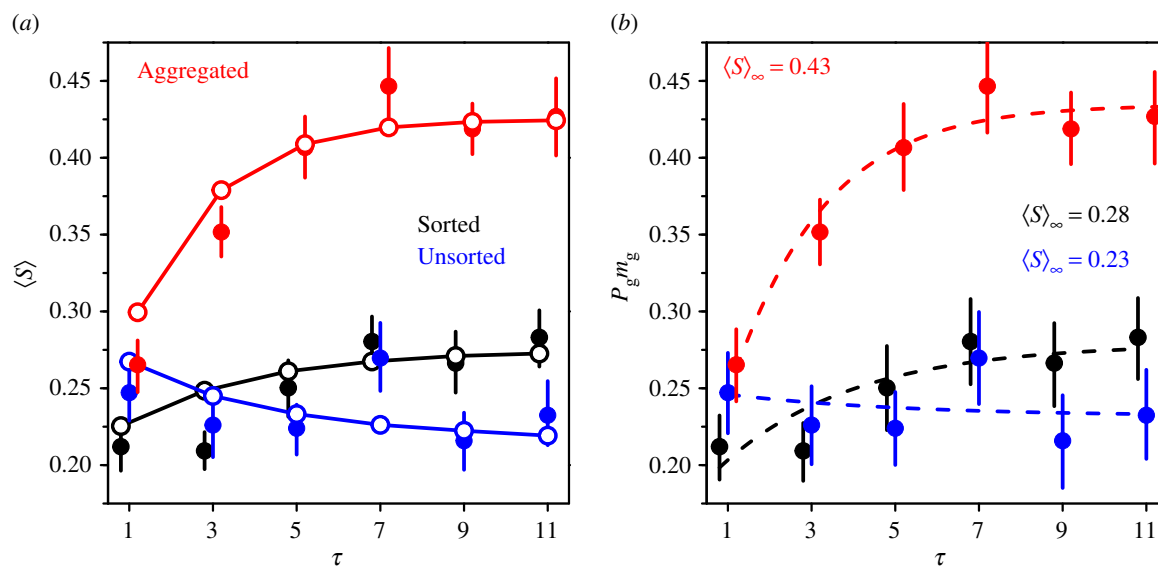 (a)
Aggregated
Sorted
Unsorted
⟨S⟩
0.45
0.40
0.35
0.30
0.25
0.20
1 3 5 7 9 11
τ
(b)
⟨S⟩∞ = 0.43
⟨S⟩∞ = 0.28
⟨S⟩∞ = 0.23
P_g m_g
0.45
0.40
0.35
0.30
0.25
0.20
1 3 5 7 9 11
τ